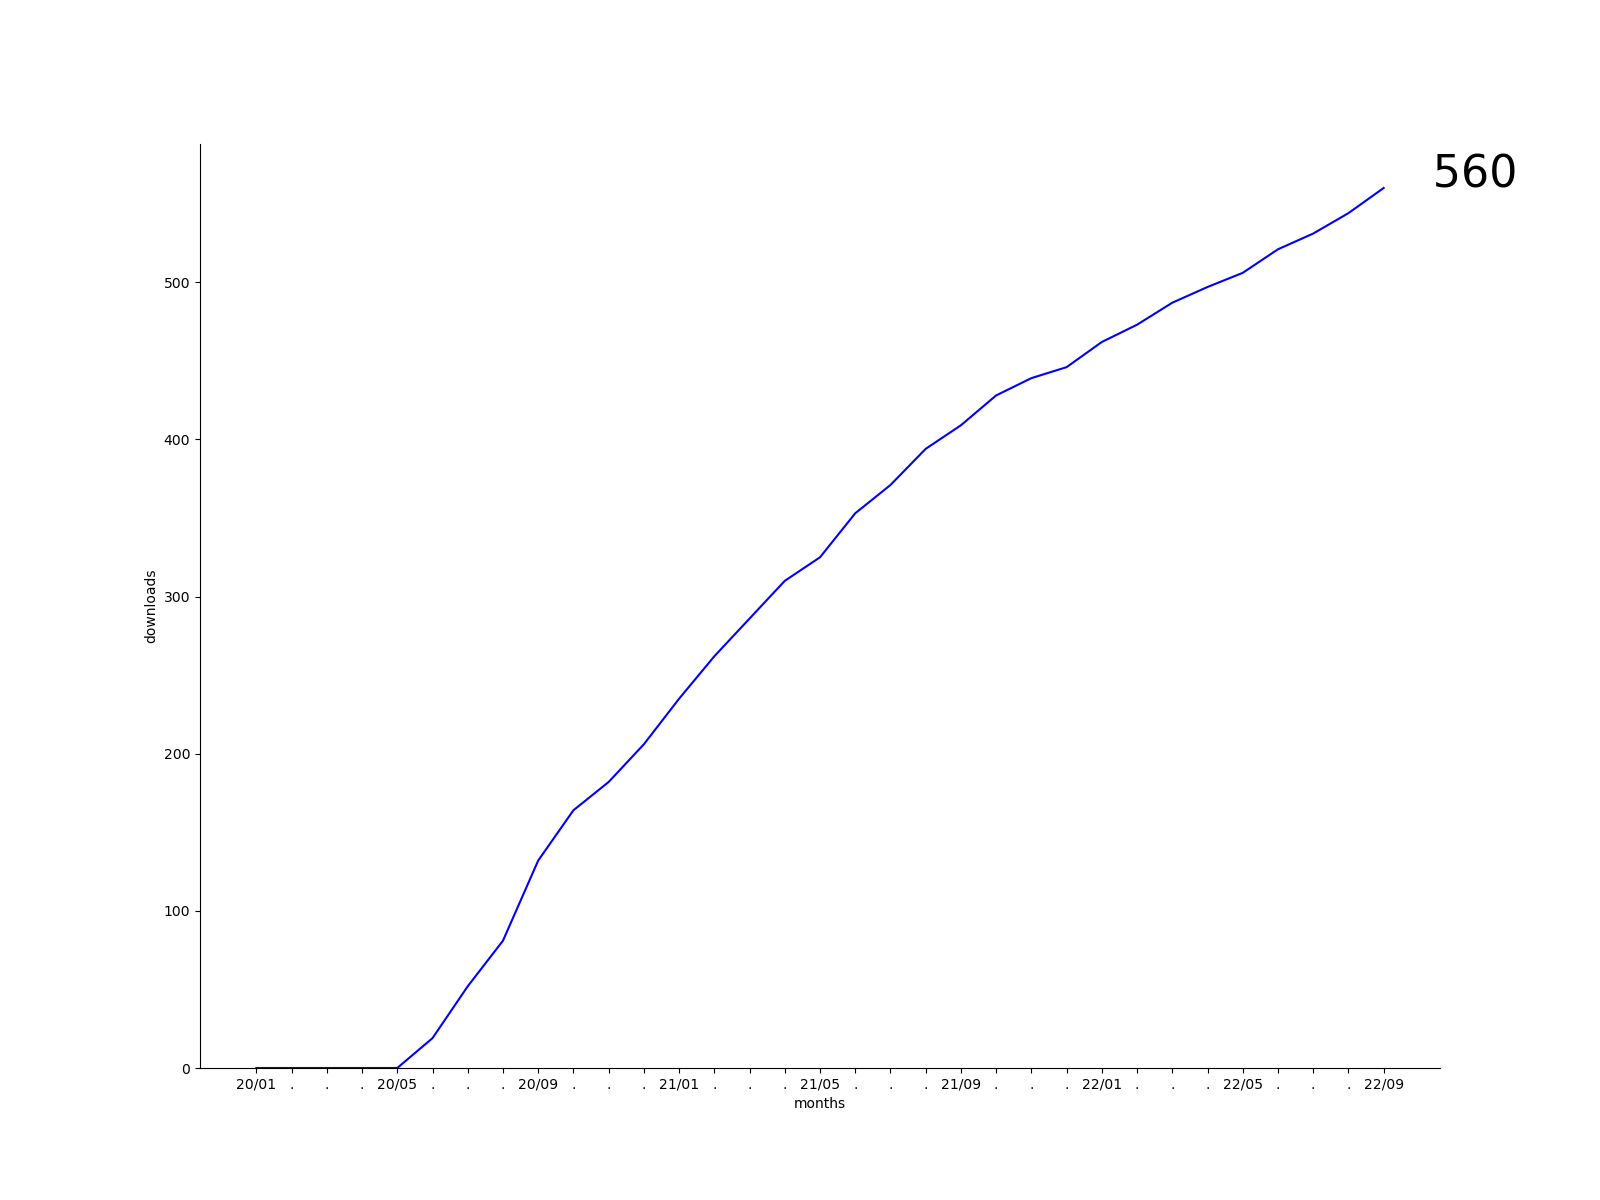 560
500
400
300
200
100
0
downloads
20/01 . . . 20/05 . . . 20/09 . . . 21/01 . . . 21/05 . . . 21/09 . . . 22/01 . . . 22/05 . . . 22/09
months